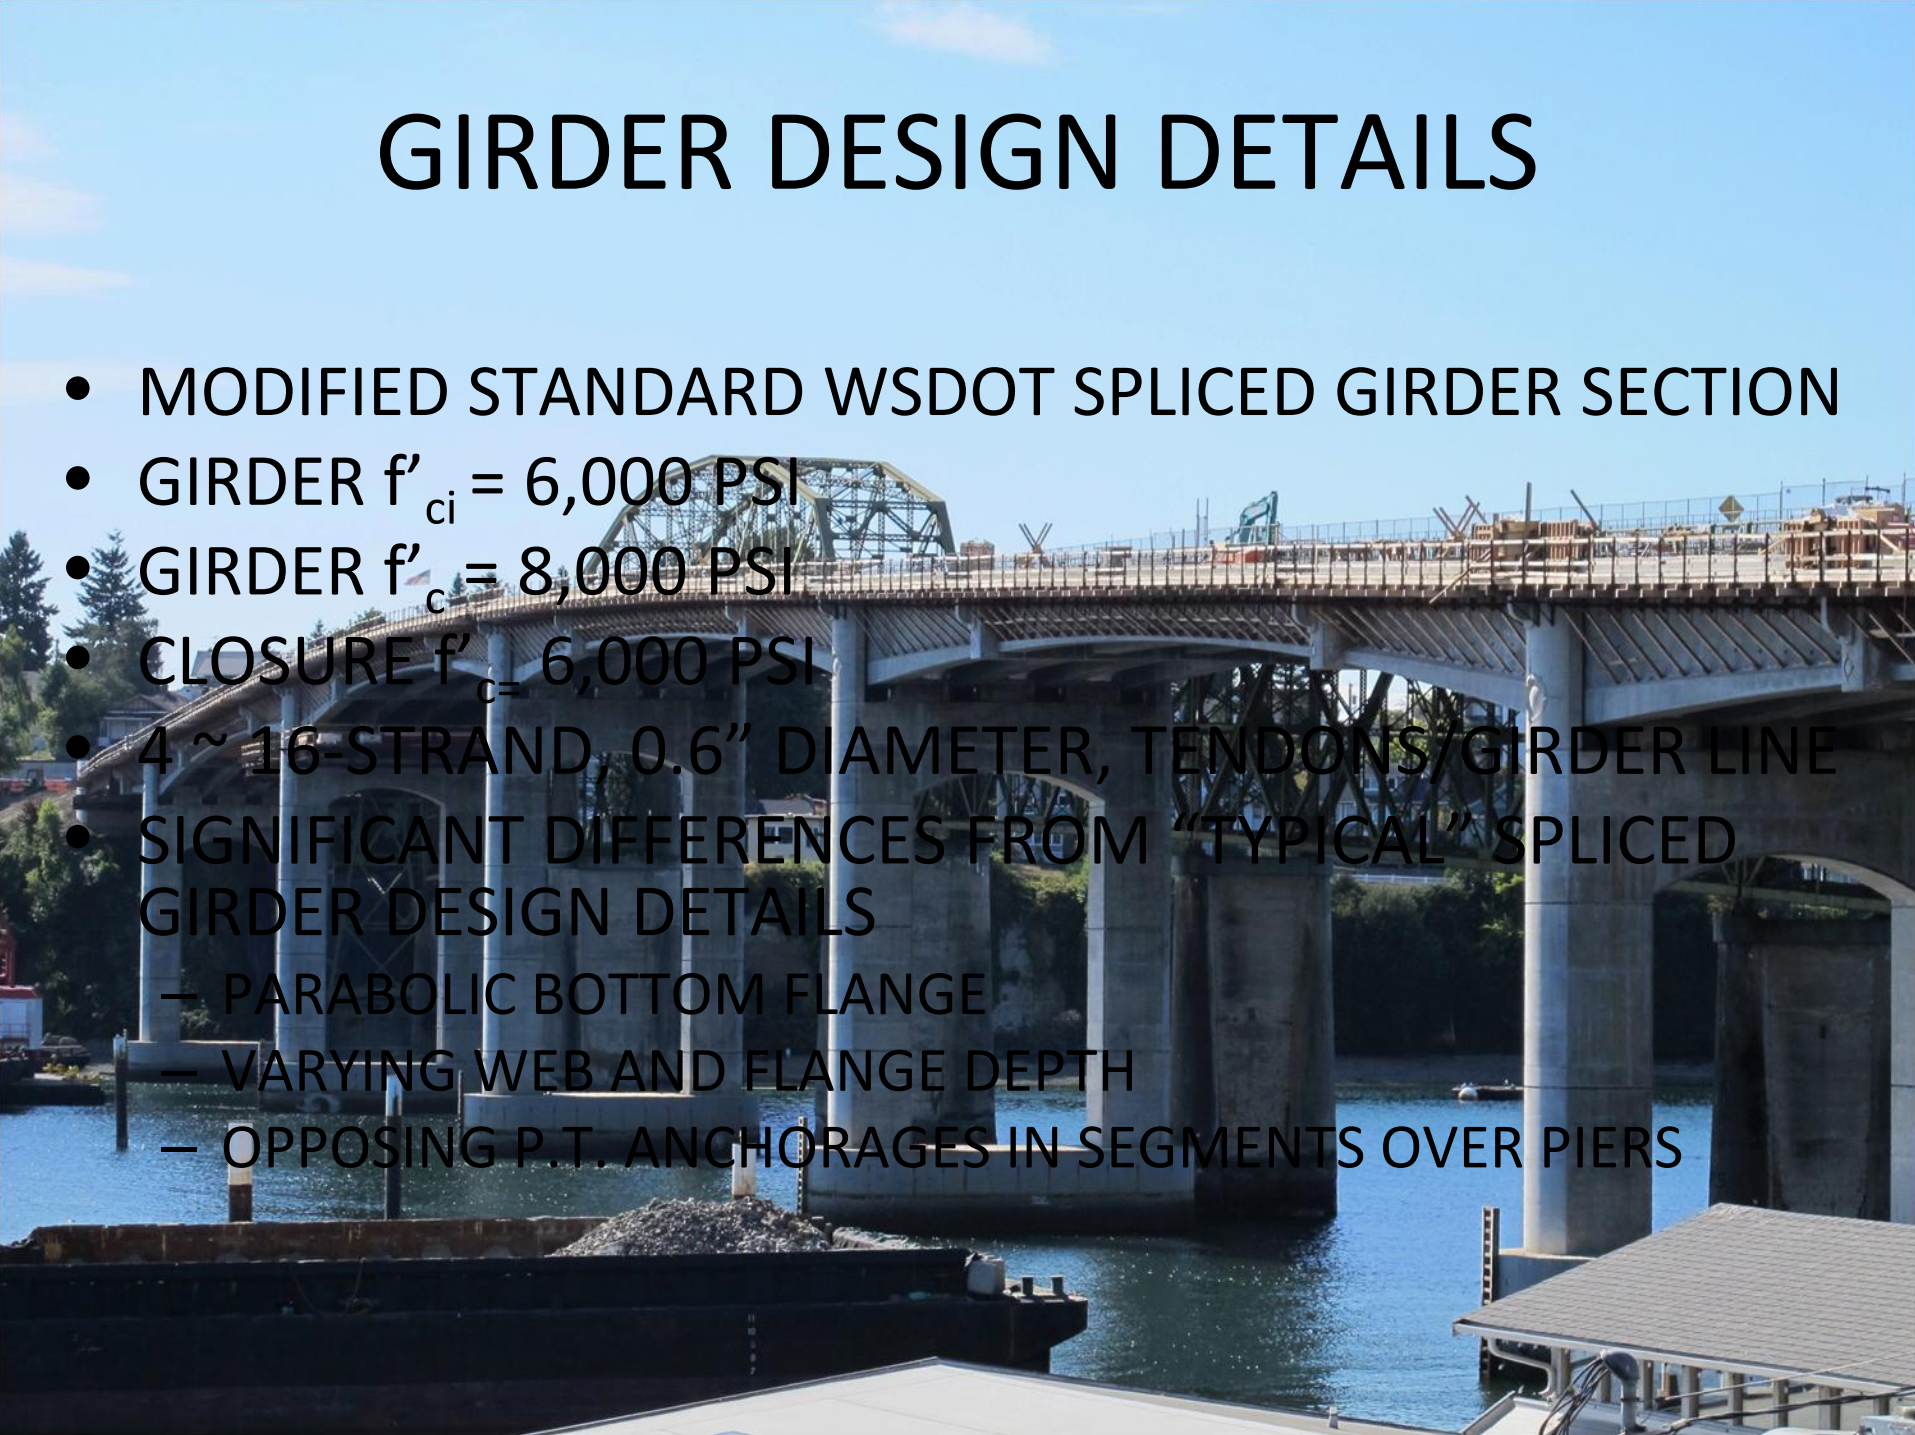 GIRDER DESIGN DETAILS
• MODIFIED STANDARD WSDOT SPLICED GIRDER SECTION
• GIRDER f’ci = 6,000 PSI
• GIRDER f’c = 8,000 PSI
• CLOSURE f’c= 6,000 PSI
• 4 ~ 16-STRAND, 0.6” DIAMETER, TENDONS/GIRDER LINE
• SIGNIFICANT DIFFERENCES FROM “TYPICAL” SPLICED
GIRDER DESIGN DETAILS
– PARABOLIC BOTTOM FLANGE
– VARYING WEB AND FLANGE DEPTH
– OPPOSING P.T. ANCHORAGES IN SEGMENTS OVER PIERS